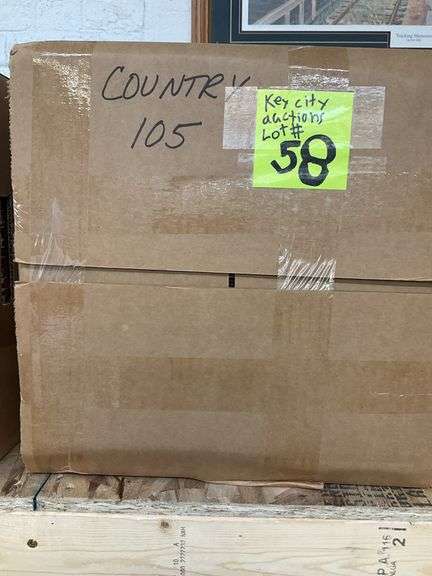 COUNTRY
105
Key city
auctions
Lot#
58